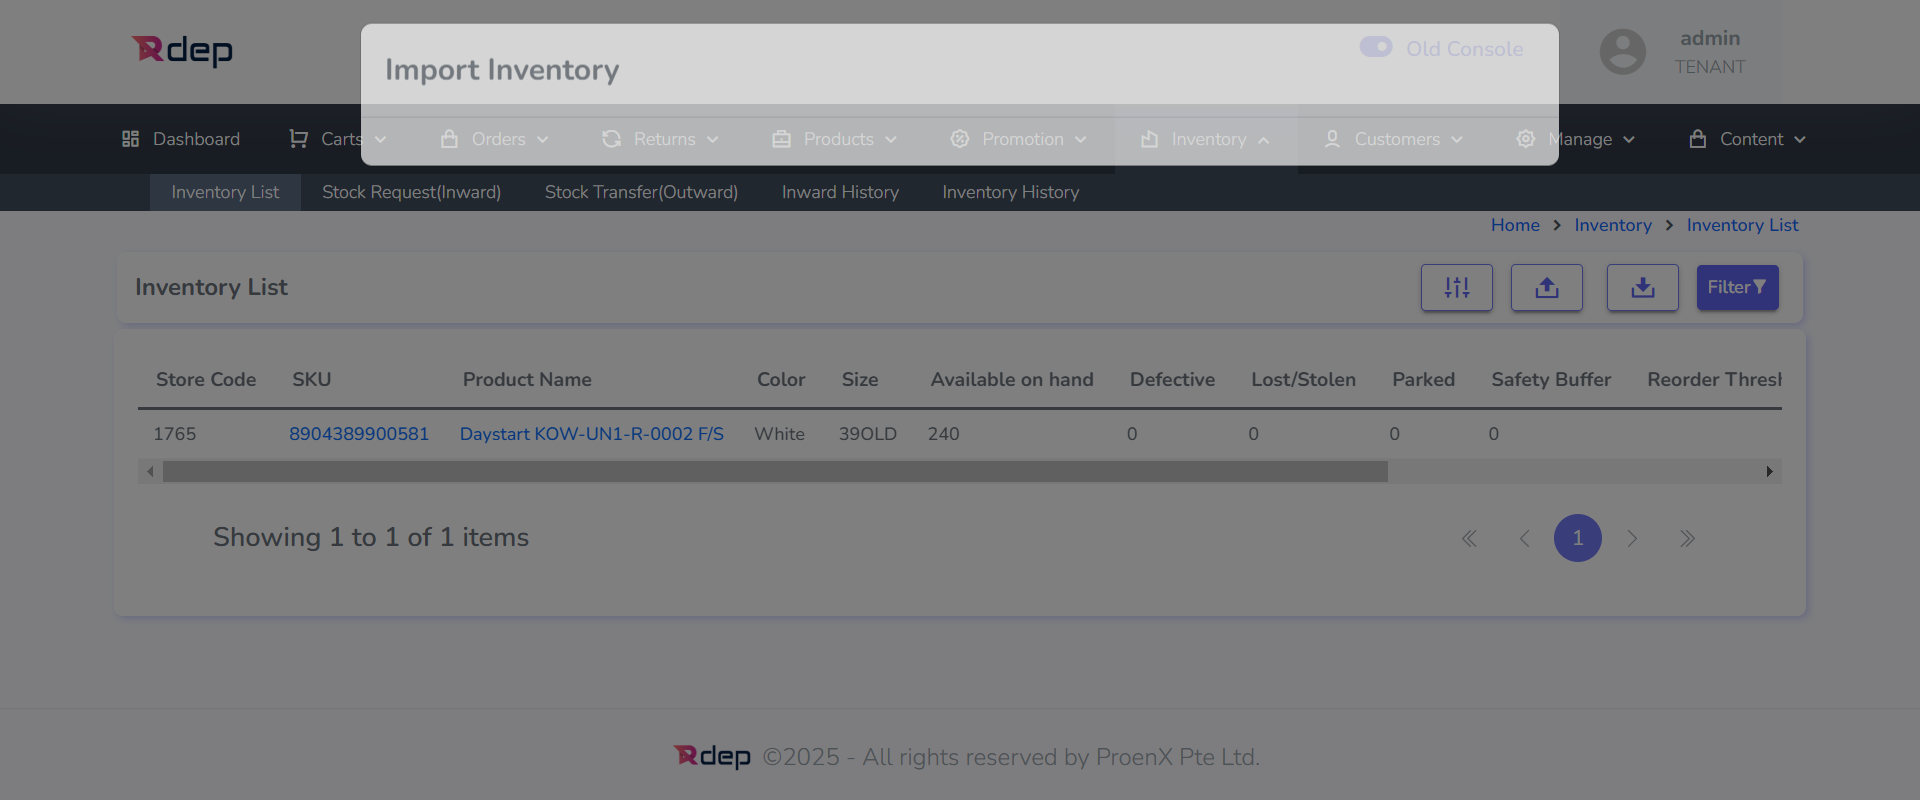 Rdep
Import Inventory
Old Console
admin
TENANT
Dashboard Carts Orders Returns Products Promotion Inventory Customers Manage Content
Inventory List Stock Request(Inward) Stock Transfer(Outward) Inward History Inventory History
Home > Inventory > Inventory List
Inventory List
Filter
Store Code SKU Product Name Color Size Available on hand Defective Lost/Stolen Parked Safety Buffer Reorder Thresh
1765 8904389900581 Daystart KOW-UN1-R-0002 F/S White 39OLD 240 0 0 0 0
Showing 1 to 1 of 1 items
1
Rdep ©2025 - All rights reserved by ProenX Pte Ltd.